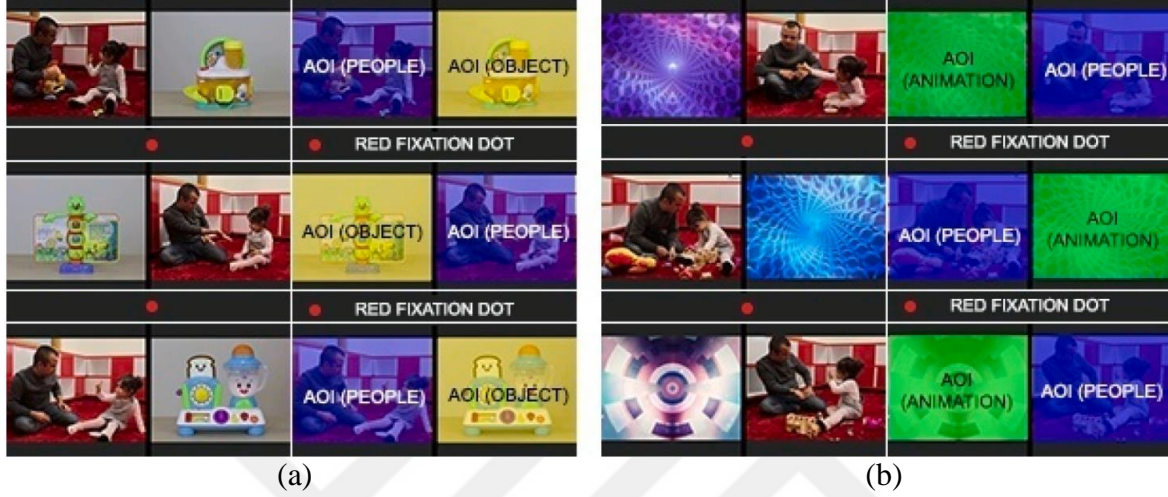 AOI (PEOPLE)
AOI (OBJECT)
RED FIXATION DOT
AOI (OBJECT)
AOI (PEOPLE)
RED FIXATION DOT
AOI (PEOPLE)
AOI (OBJECT)
(a)
AOI
(ANIMATION)
AOI (PEOPLE)
RED FIXATION DOT
AOI (PEOPLE)
AOI
(ANIMATION)
RED FIXATION DOT
AOI
(ANIMATION)
AOI (PEOPLE)
(b)